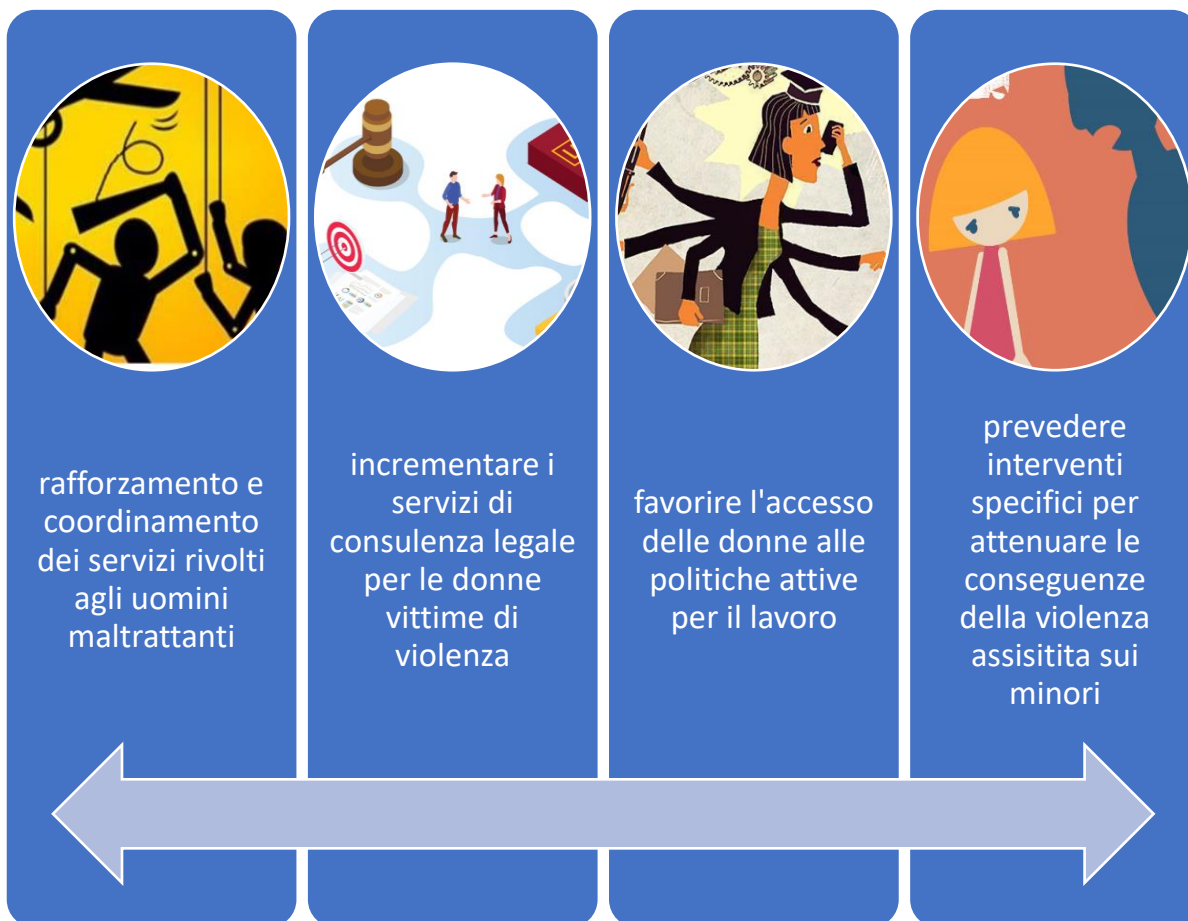 rafforzamento e
coordinamento
dei servizi rivolti
agli uomini
maltrattanti
incrementare i
servizi di
consulenza legale
per le donne
vittime di
violenza
favorire l'accesso
delle donne alle
politiche attive
per il lavoro
prevedere
interventi
specifici per
attenuare le
conseguenze
della violenza
assisitita sui
minori